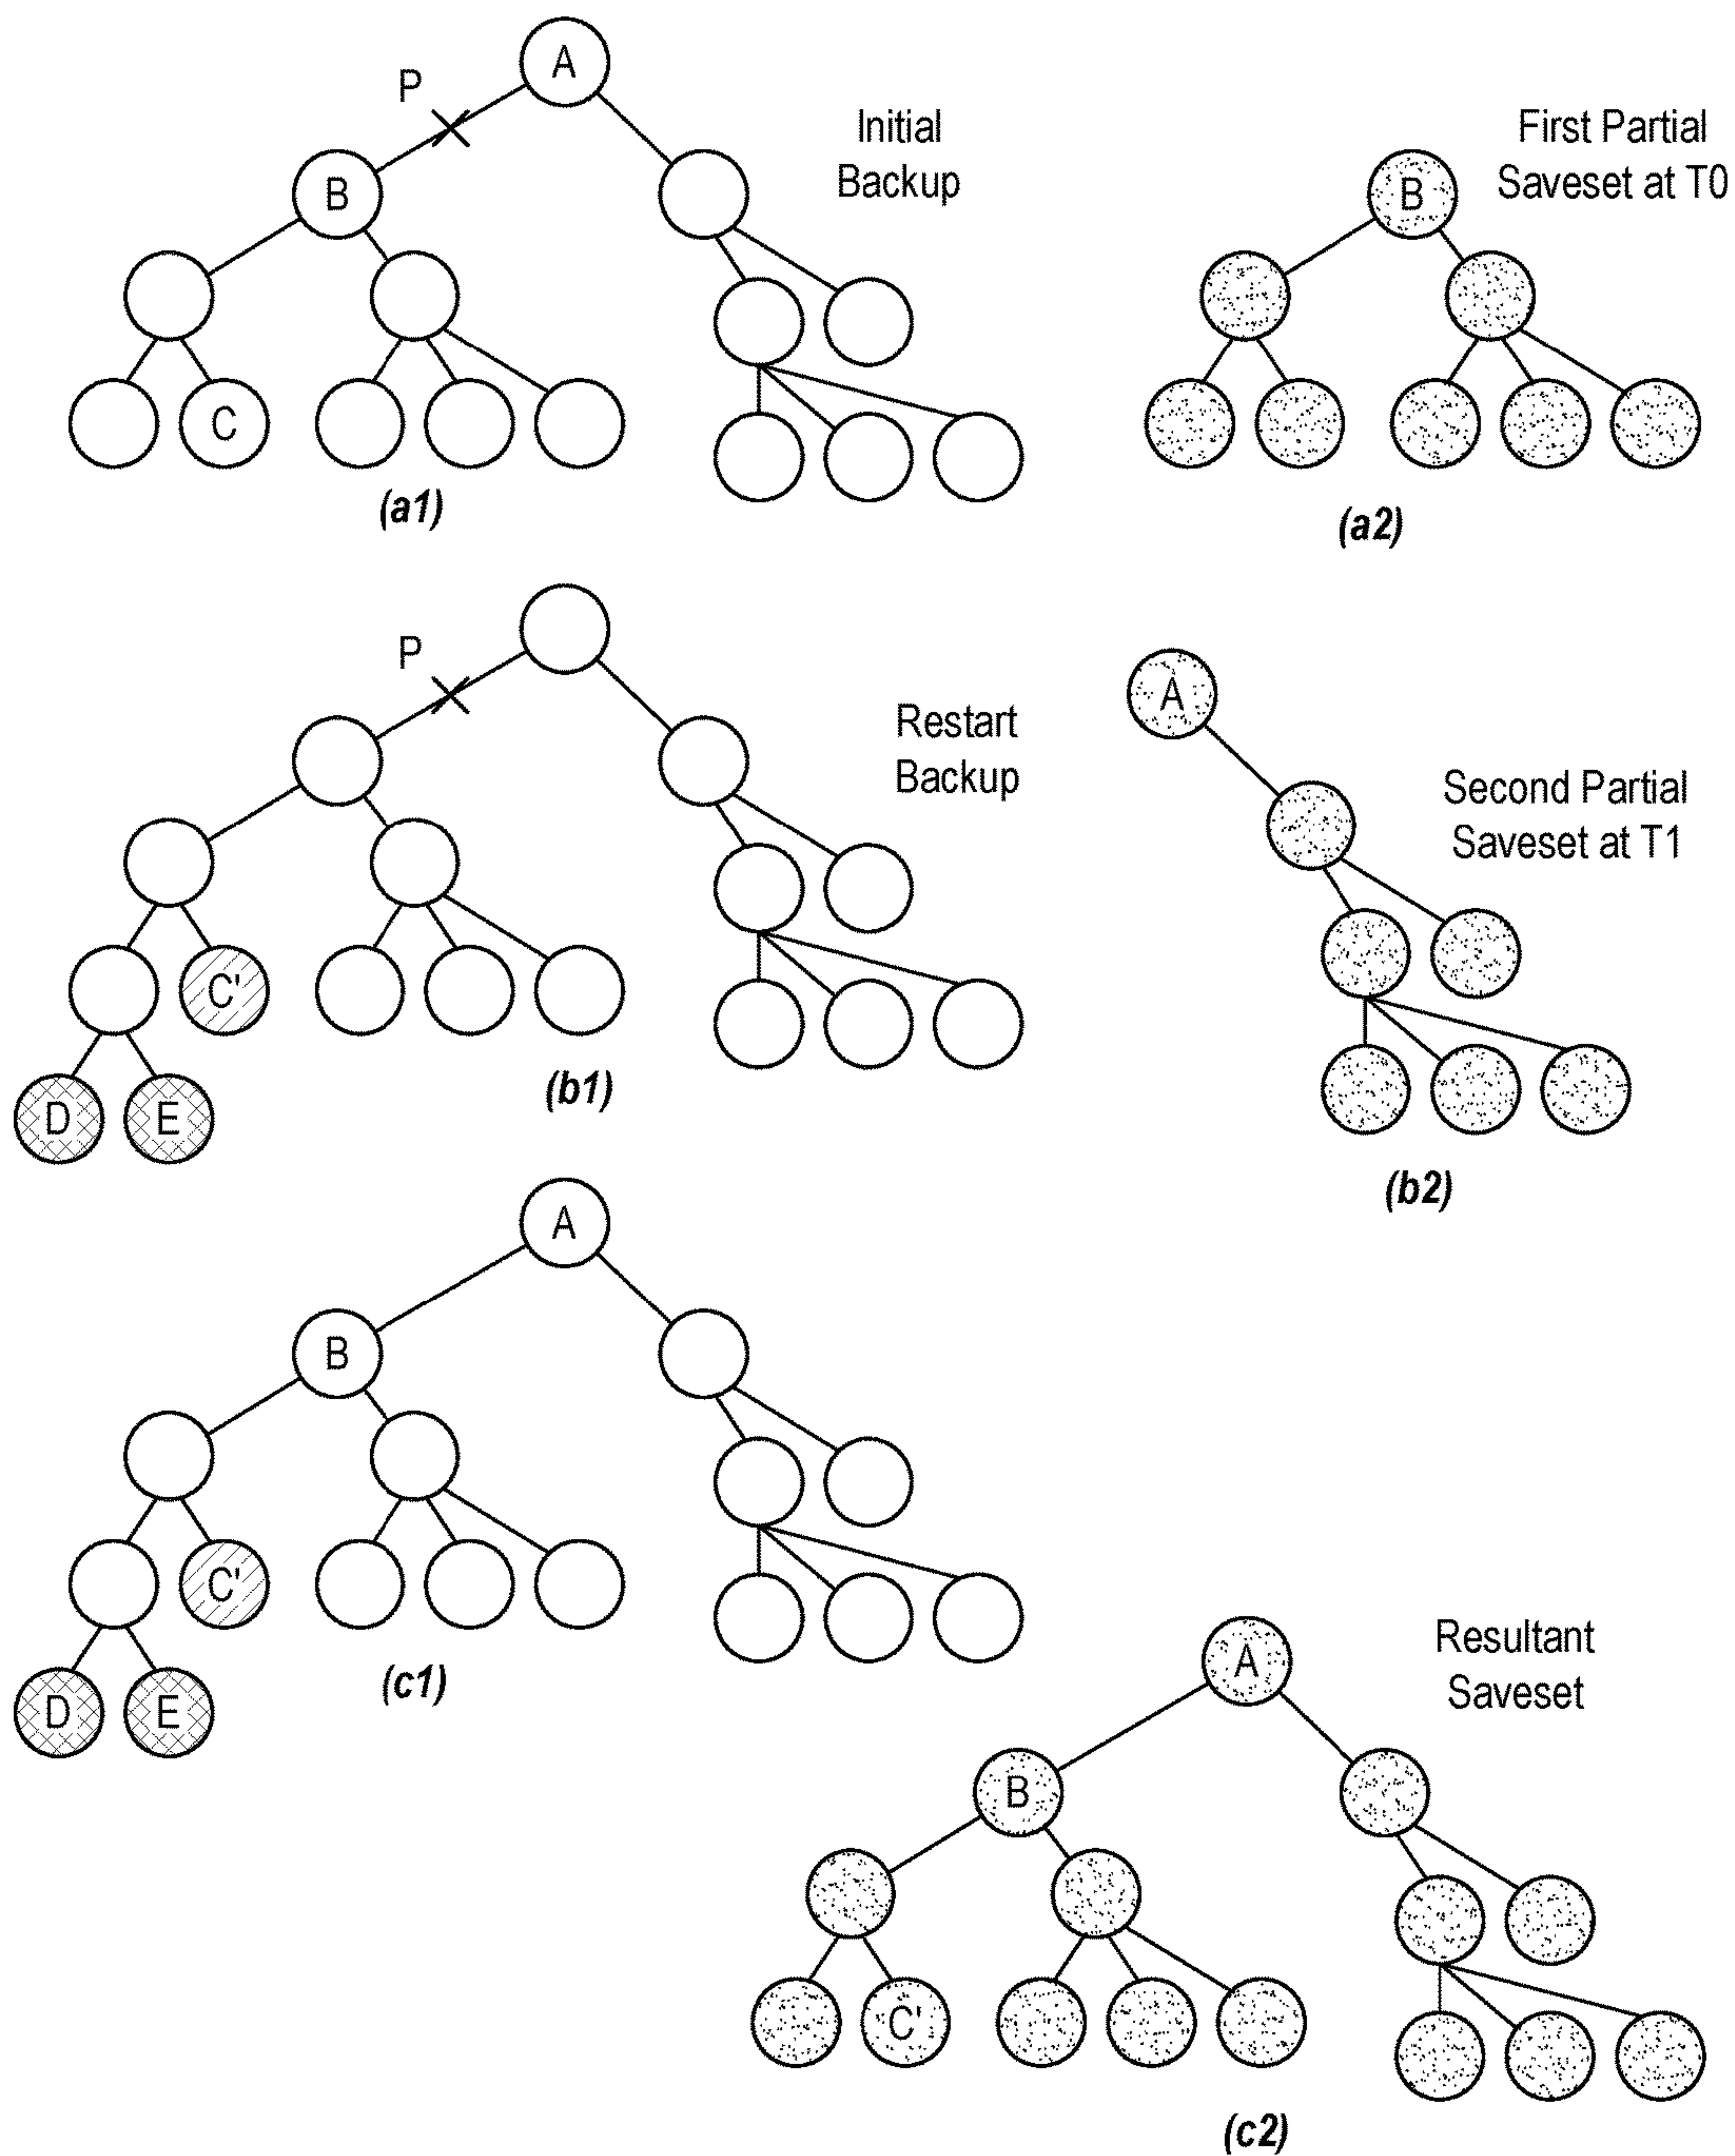 A
P
Initial
Backup
First Partial
Saveset at T0
B
B
C
(a1)
(a2)
P
A
Restart
Backup
Second Partial
Saveset at T1
C'
(b1)
D
E
(b2)
A
B
C'
(c1)
D
E
A
Resultant
Saveset
B
C'
(c2)